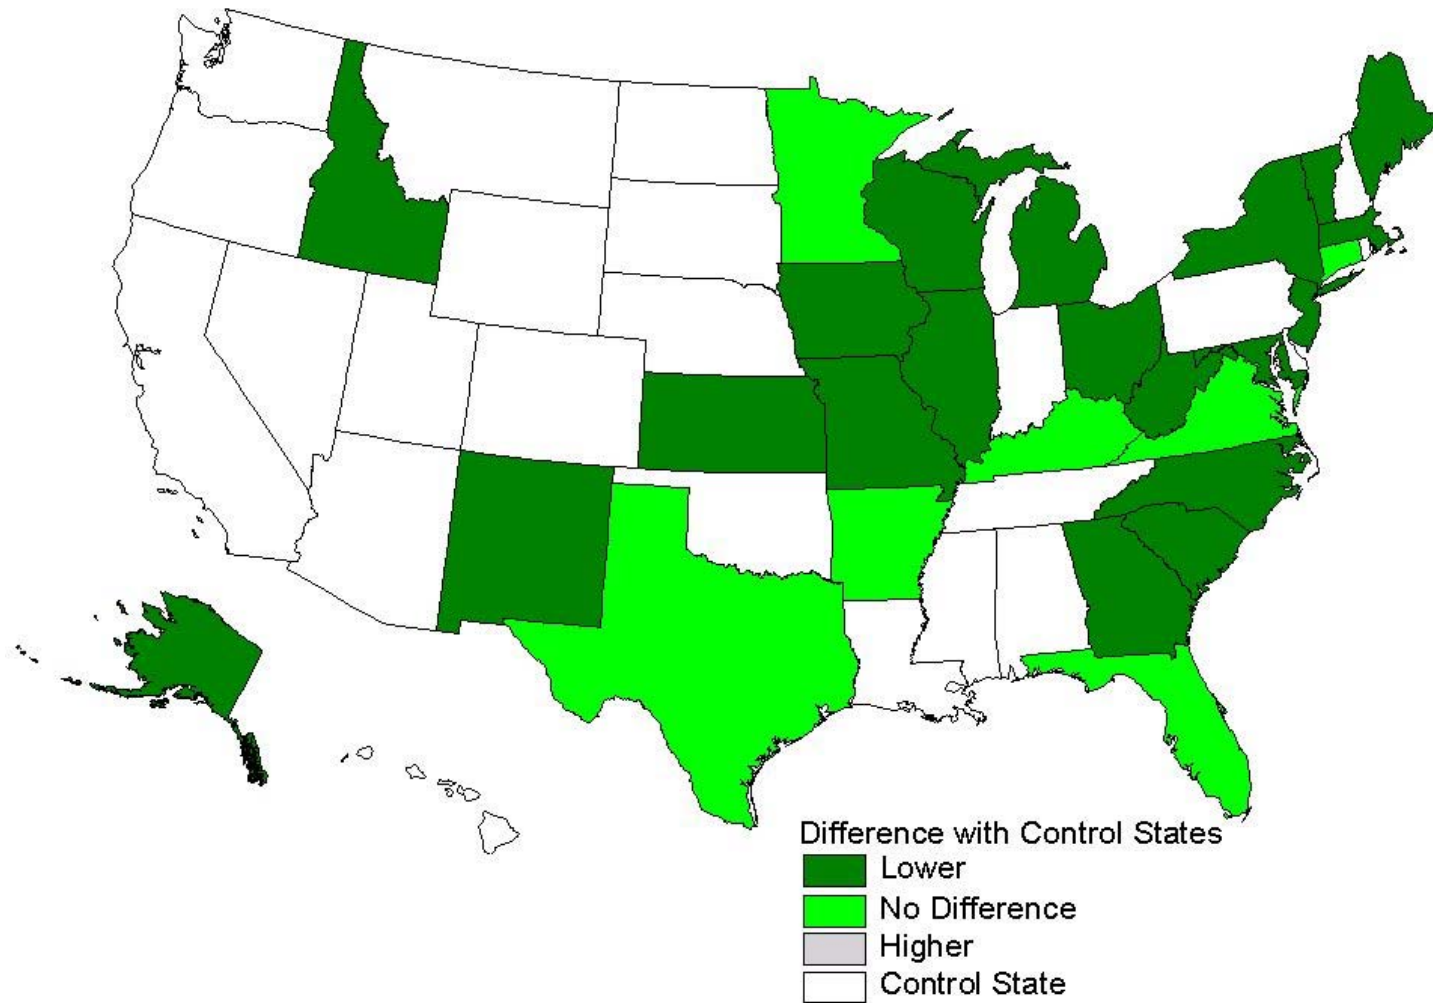 Difference with Control States
Lower
No Difference
Higher
Control State